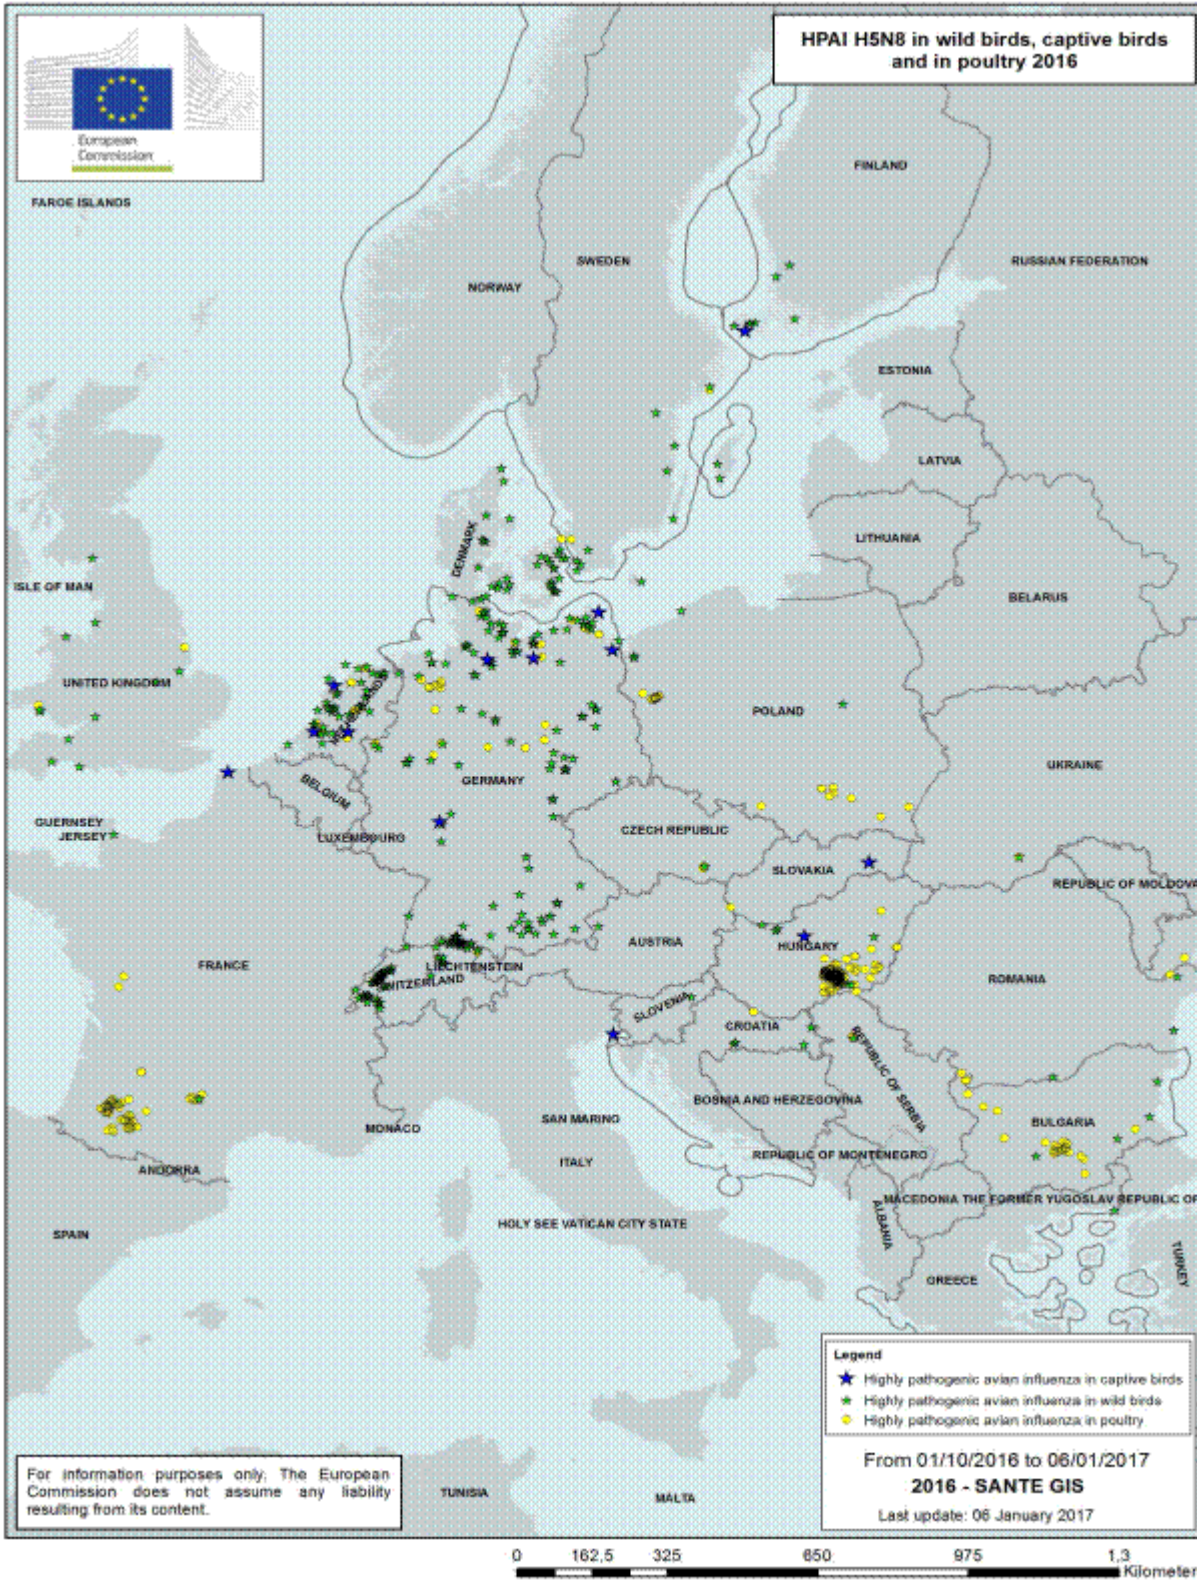 HPAI H5N8 in wild birds, captive birds
and in poultry 2016
European
Commission
FAROE ISLANDS
FINLAND
SWEDEN
RUSSIAN FEDERATION
NORWAY
ESTONIA
LATVIA
DENMARK
LITHUANIA
ISLE OF MAN
BELARUS
UNITED KINGDOM
POLAND
UKRAINE
GERMANY
BELGIUM
GUERNSEY
JERSEY
LUXEMBOURG
CZECH REPUBLIC
SLOVAKIA
REPUBLIC OF MOLDOVA
AUSTRIA
HUNGARY
FRANCE
LIECHTENSTEIN
ROMANIA
SLOVENIA
CROATIA
REPUBLIC OF SERBIA
BOSNIA AND HERZEGOVINA
SAN MARINO
BULGARIA
MONACO
ITALY
REPUBLIC OF MONTENEGRO
ANDORRA
MACEDONIA THE FORMER YUGOSLAV REPUBLIC OF
ALBANIA
HOLY SEE VATICAN CITY STATE
SPAIN
TURKEY
GREECE
Legend
Highly pathogenic avian influenza in captive birds
Highly pathogenic avian influenza in wild birds
Highly pathogenic avian influenza in poultry
From 01/10/2016 to 06/01/2017
2016 - SANTE GIS
Last update: 06 January 2017
For information purposes only. The European
Commission does not assume any liability
resulting from its content.
TUNISIA
MALTA
0 162,5 325 650 975 1,3
Kilometer